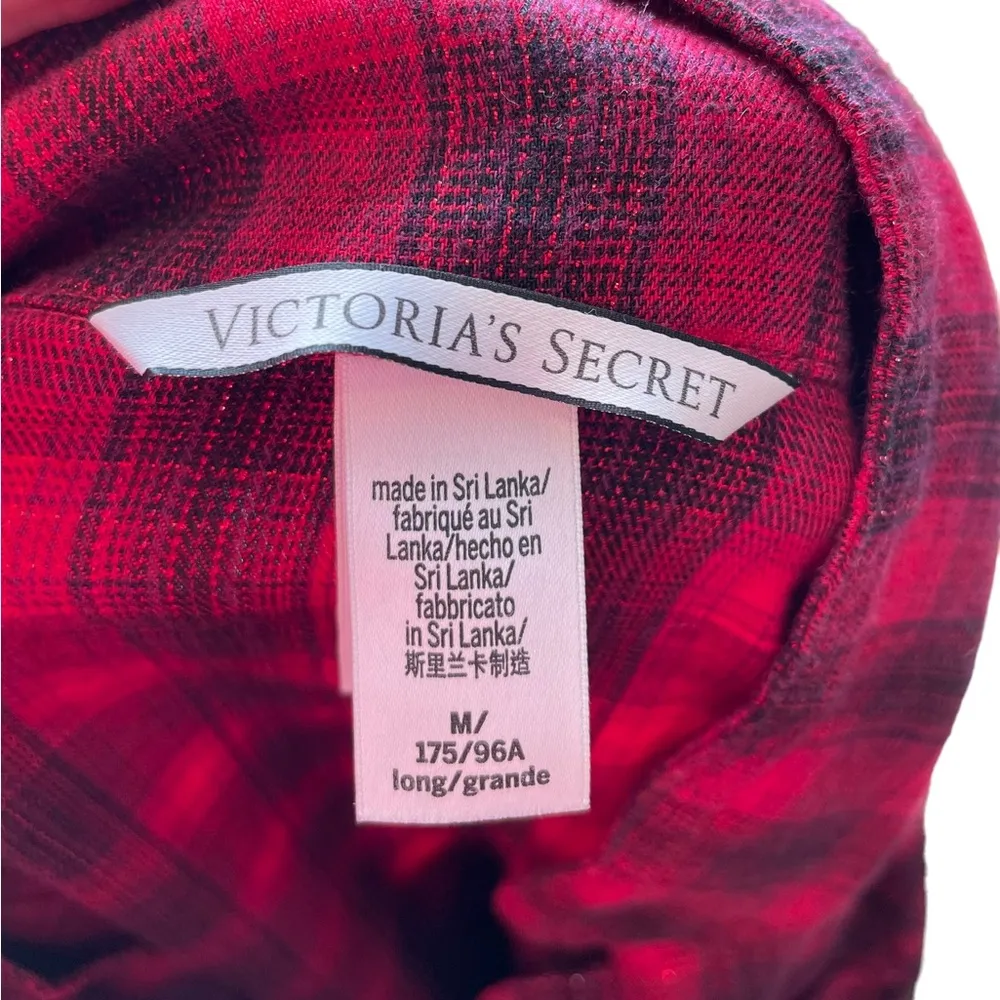 VICTORIA'S SECRET
made in Sri Lanka/
fabriqué au Sri
Lanka/hecho en
Sri Lanka/
fabbricato
in Sri Lanka/
斯里兰卡制造
M/
175/96A
long/grande